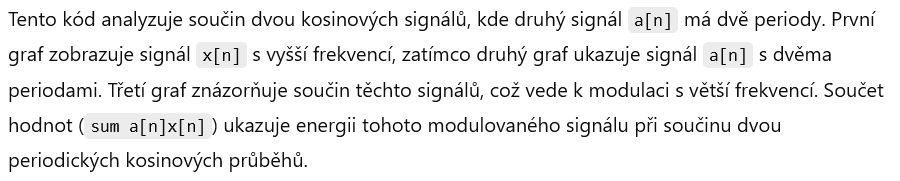 Tento kód analyzuje součin dvou kosinových signálů, kde druhý signál a[n] má dvě periody. První
graf zobrazuje signál x[n] s vyšší frekvencí, zatímco druhý graf ukazuje signál a[n] s dvěma
periodami. Třetí graf znázorňuje součin těchto signálů, což vede k modulaci s větší frekvencí. Součet
hodnot (sum a[n]x[n]) ukazuje energii tohoto modulovaného signálu při součinu dvou
periodických kosinových průběhů.